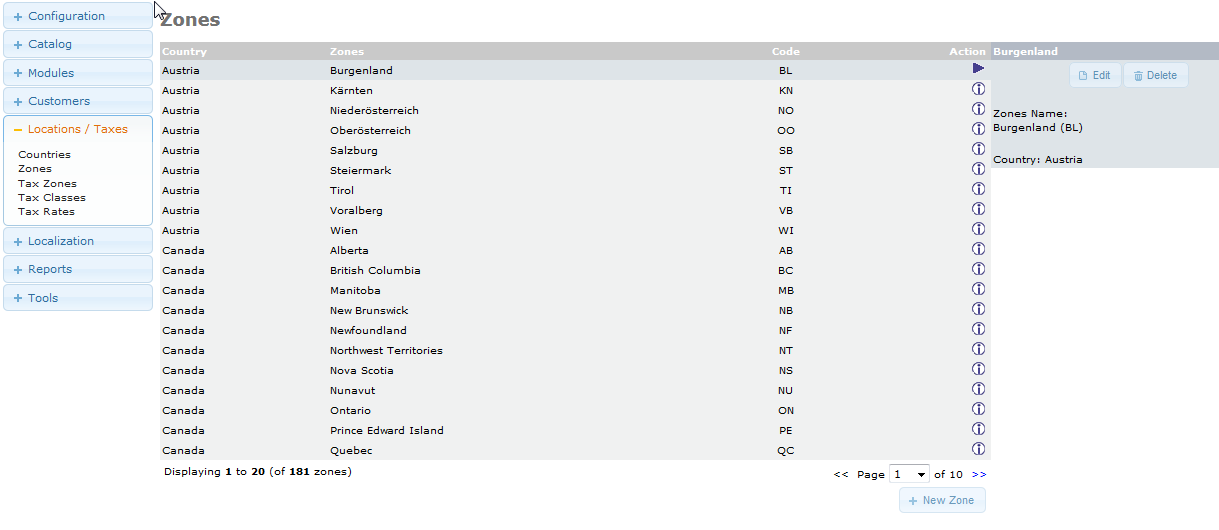 Configuration
Catalog
Modules
Customers
Locations / Taxes
Countries
Zones
Tax Zones
Tax Classes
Tax Rates
Localization
Reports
Tools
Zones
Country Zones Code Action
Austria Burgenland BL
Austria Kärnten KN
Austria Niederösterreich NO
Austria Oberösterreich OO
Austria Salzburg SB
Austria Steiermark ST
Austria Tirol TI
Austria Voralberg VB
Austria Wien WI
Canada Alberta AB
Canada British Columbia BC
Canada Manitoba MB
Canada New Brunswick NB
Canada Newfoundland NF
Canada Northwest Territories NT
Canada Nova Scotia NS
Canada Nunavut NU
Canada Ontario ON
Canada Prince Edward Island PE
Canada Quebec QC
Displaying 1 to 20 (of 181 zones)
<< Page 1 of 10 >>
+ New Zone
Burgenland
Edit Delete
Zones Name:
Burgenland (BL)
Country: Austria